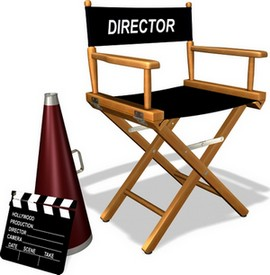 DIRECTOR
HOLLYWOOD
PRODUCTION
DIRECTOR
CAMERA
DATE SCENE TAKE